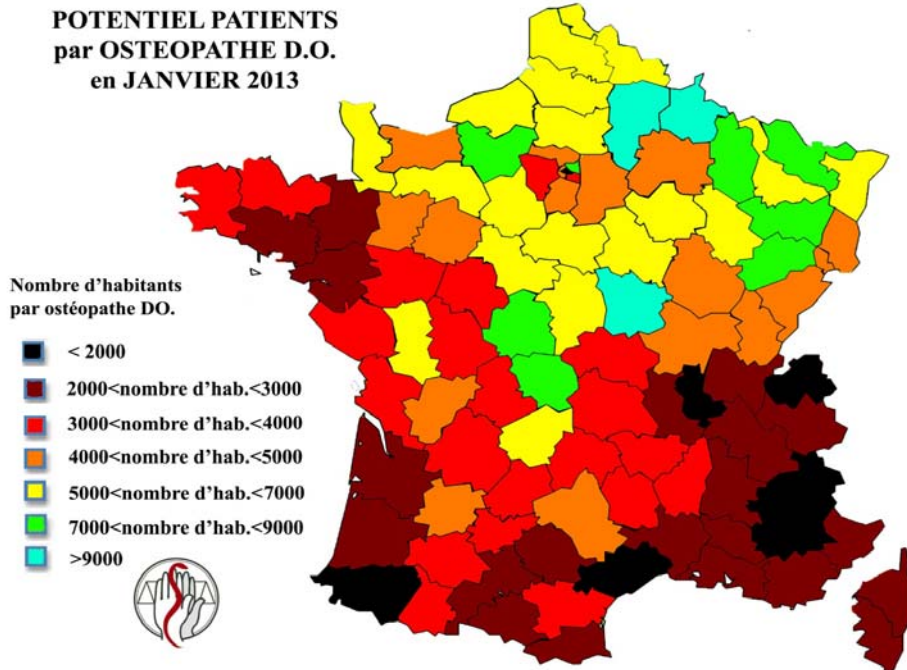 POTENTIEL PATIENTS
par OSTEOPATHE D.O.
en JANVIER 2013
Nombre d'habitants
par ostéopathe DO.
< 2000
2000<nombre d'hab.<3000
3000<nombre d'hab.<4000
4000<nombre d'hab.<5000
5000<nombre d'hab.<7000
7000<nombre d'hab.<9000
>9000